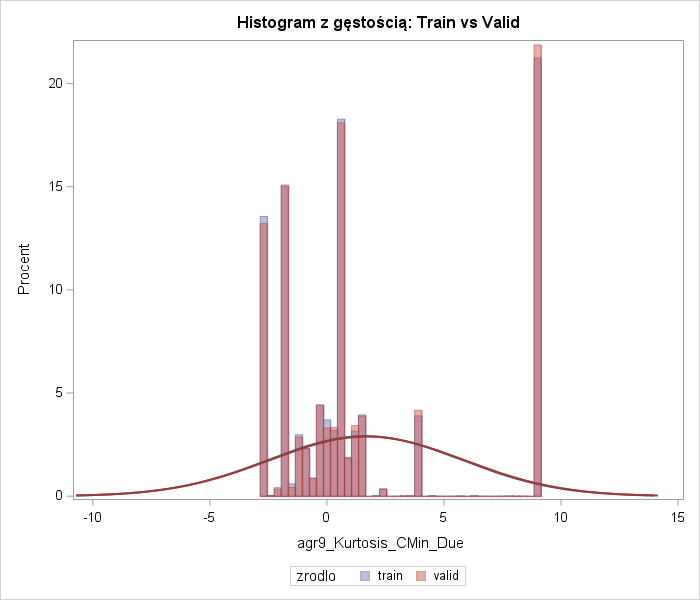 Histogram z gęstością: Train vs Valid
Procent
20
15
10
5
0
-10 -5 0 5 10 15
agr9_Kurtosis_CMin_Due
zrodlo train valid